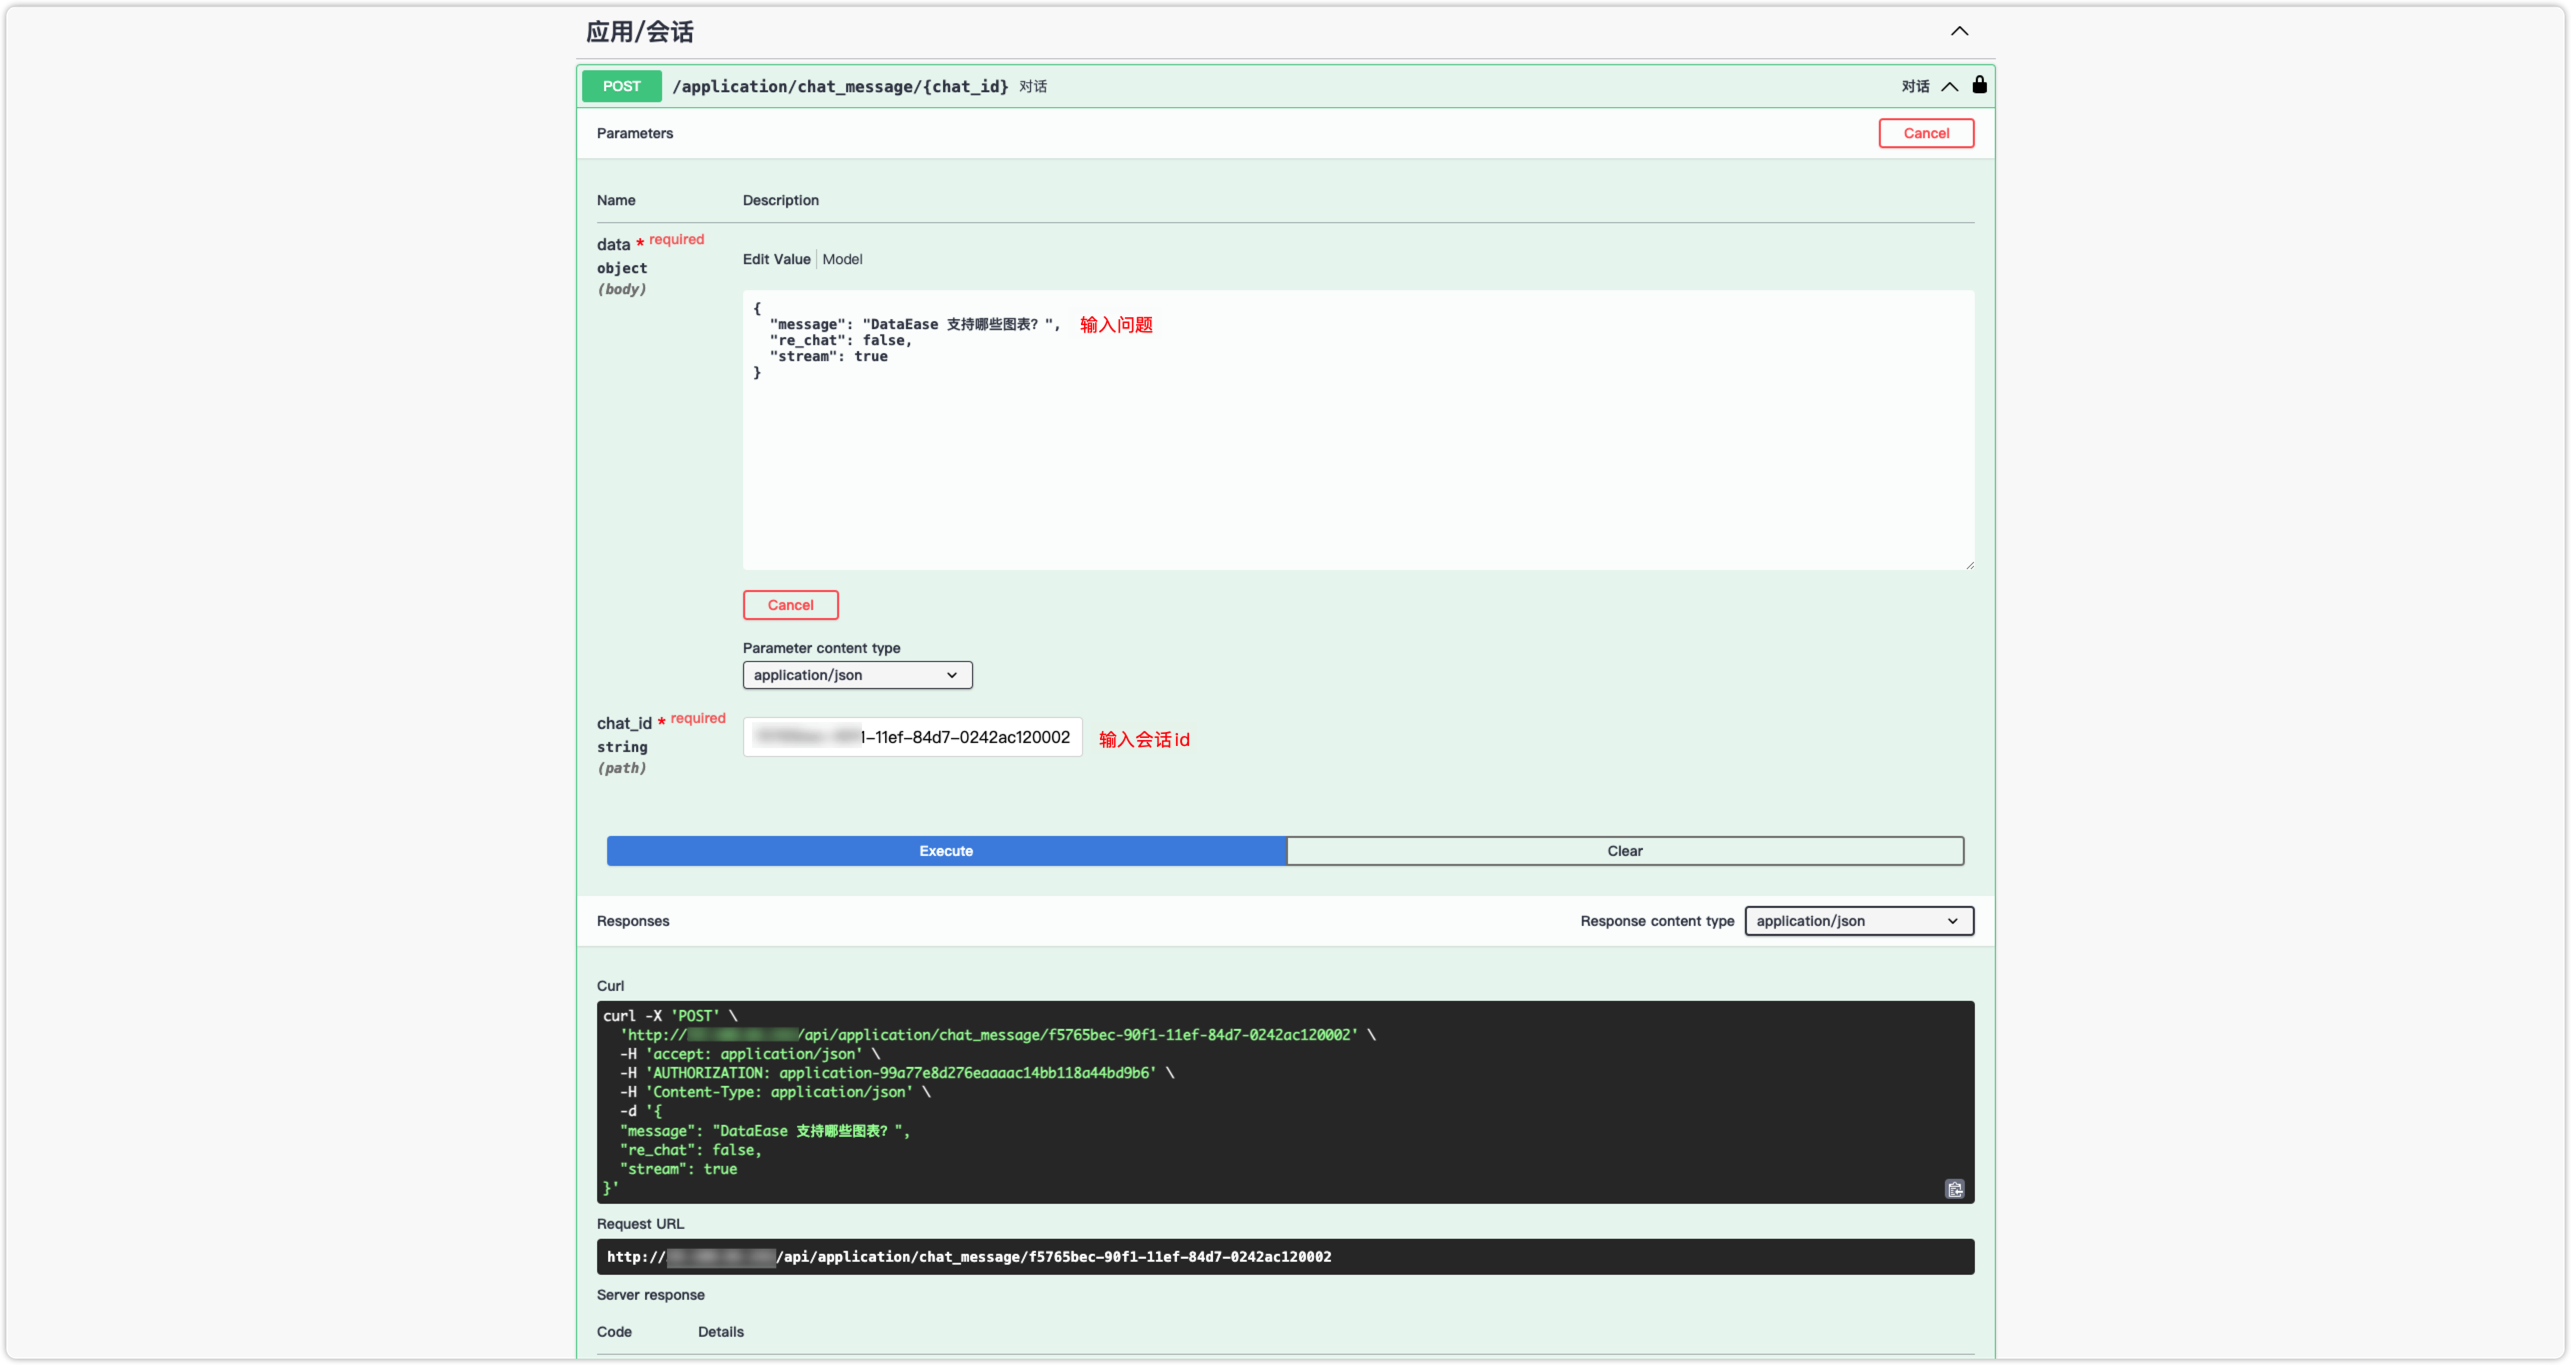 应用/会话
POST /application/chat_message/{chat_id} 对话 对话
Parameters Cancel
Name Description
data * required
object
(body)
Edit Value Model
{
"message": "DataEase 支持哪些图表？", 输入问题
"re_chat": false,
"stream": true
}
Cancel
Parameter content type
application/json
chat_id * required
string
(path)
1-11ef-84d7-0242ac120002 输入会话id
Execute Clear
Responses Response content type application/json
Curl
curl -X 'POST' \
'http:// /api/application/chat_message/f5765bec-90f1-11ef-84d7-0242ac120002' \
-H 'accept: application/json' \
-H 'AUTHORIZATION: application-99a77e8d276eaaaac14bb118a44bd9b6' \
-H 'Content-Type: application/json' \
-d '{
"message": "DataEase 支持哪些图表？",
"re_chat": false,
"stream": true
}'
Request URL
http:// /api/application/chat_message/f5765bec-90f1-11ef-84d7-0242ac120002
Server response
Code Details